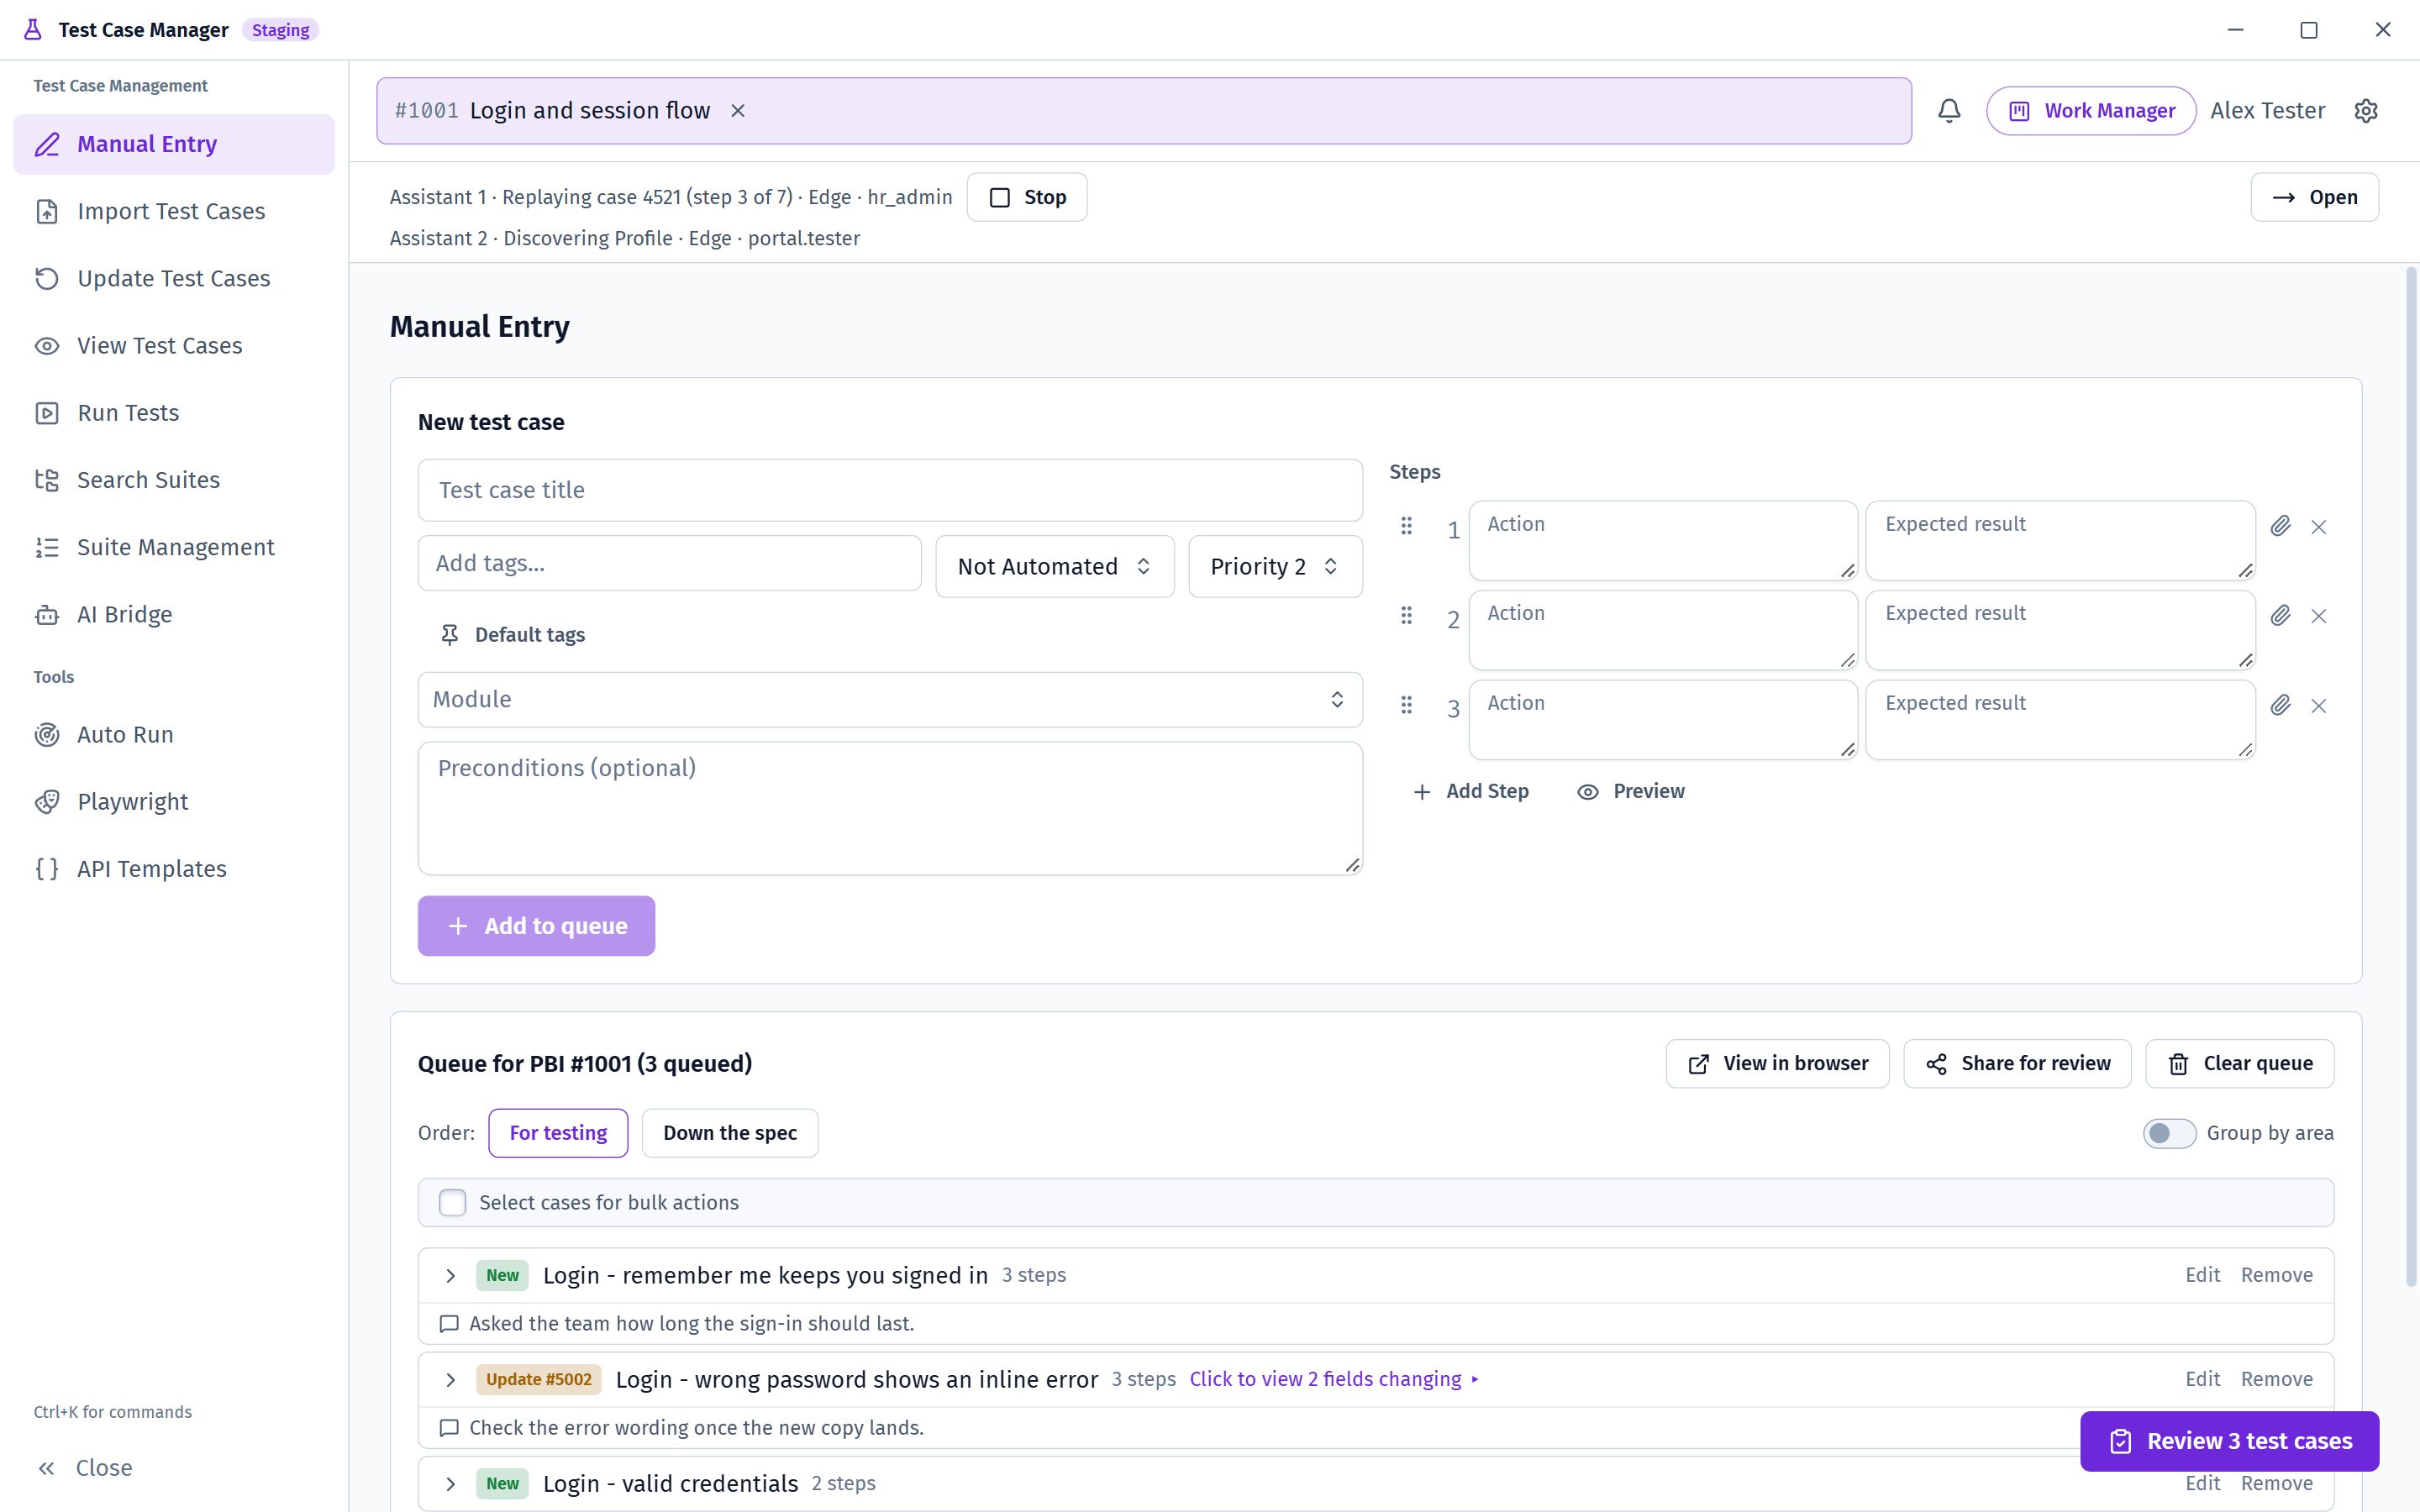 Test Case Manager Staging
Test Case Management
Manual Entry
Import Test Cases
Update Test Cases
View Test Cases
Run Tests
Search Suites
Suite Management
AI Bridge
Tools
Auto Run
Playwright
API Templates
Ctrl+K for commands
Close
#1001 Login and session flow
Work Manager
Alex Tester
Assistant 1 · Replaying case 4521 (step 3 of 7) · Edge · hr_admin Stop Open
Assistant 2 · Discovering Profile · Edge · portal.tester
Manual Entry
New test case
Test case title
Add tags...
Not Automated
Priority 2
Default tags
Module
Preconditions (optional)
Add to queue
Steps
1 Action Expected result
2 Action Expected result
3 Action Expected result
Add Step Preview
Queue for PBI #1001 (3 queued)
View in browser Share for review Clear queue
Order: For testing Down the spec Group by area
Select cases for bulk actions
New Login - remember me keeps you signed in 3 steps Edit Remove
Asked the team how long the sign-in should last.
Update #5002 Login - wrong password shows an inline error 3 steps Click to view 2 fields changing Edit Remove
Check the error wording once the new copy lands.
Review 3 test cases
New Login - valid credentials 2 steps Edit Remove